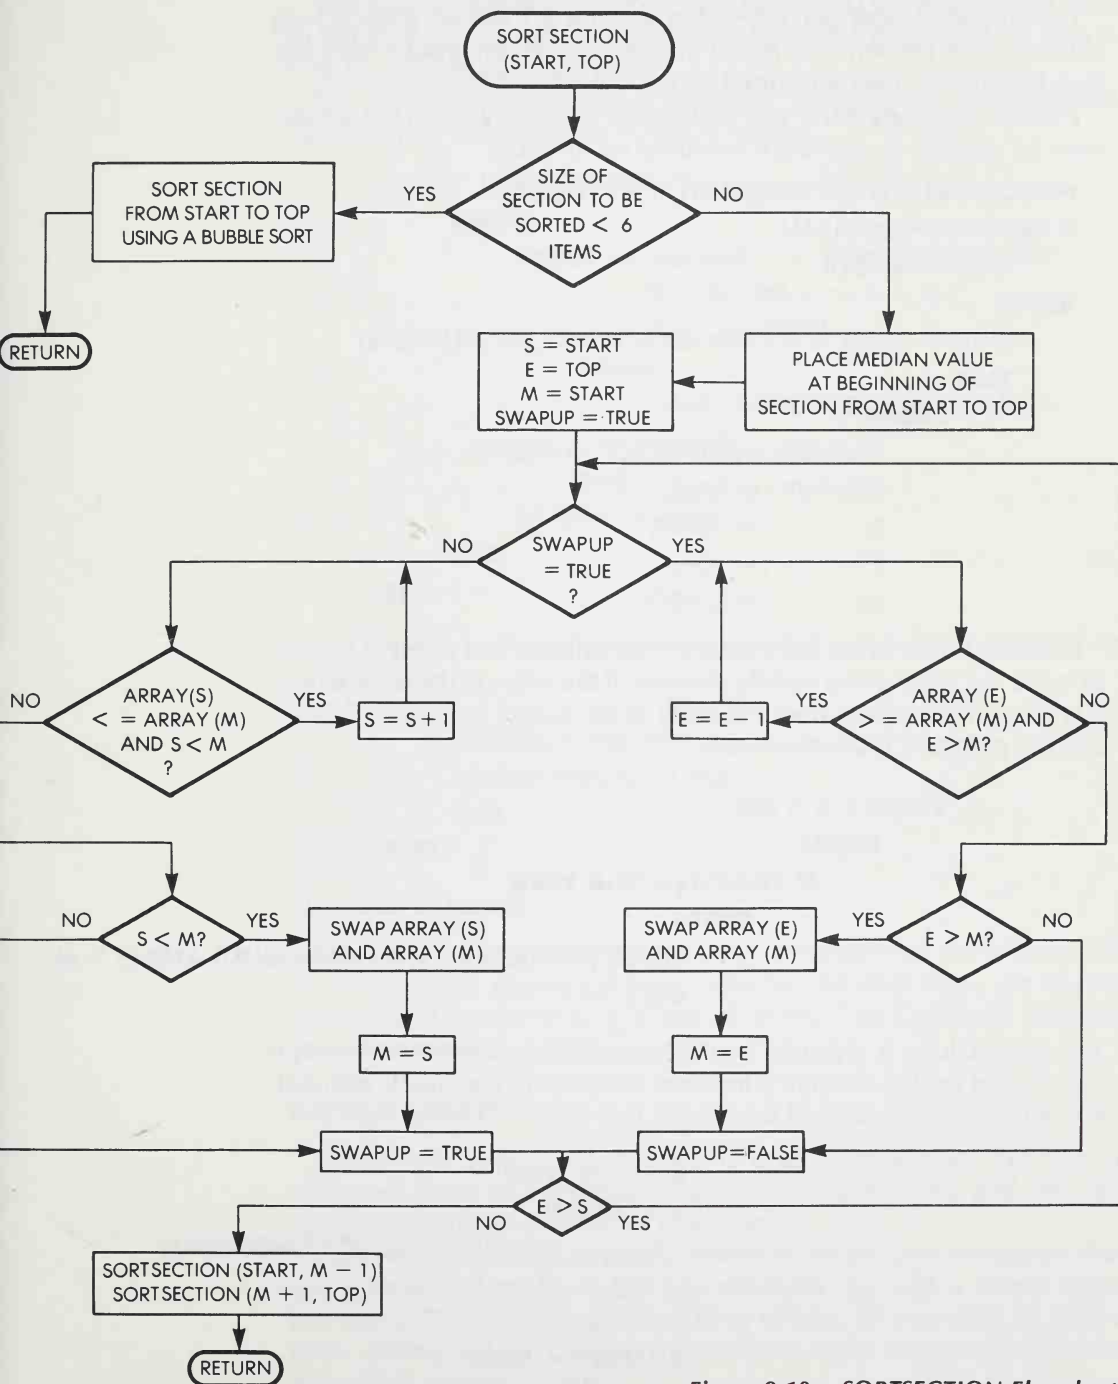 SORT SECTION
(START, TOP)
SIZE OF
SECTION TO BE
SORTED < 6
ITEMS
YES
NO
SORT SECTION
FROM START TO TOP
USING A BUBBLE SORT
RETURN
S = START
E = TOP
M = START
SWAPUP = TRUE
PLACE MEDIAN VALUE
AT BEGINNING OF
SECTION FROM START TO TOP
NO
SWAPUP
= TRUE
?
YES
NO
ARRAY(S)
< = ARRAY (M)
AND S < M
?
YES
S = S + 1
E = E − 1
YES
ARRAY (E)
> = ARRAY (M) AND
E > M?
NO
NO
S < M?
YES
SWAP ARRAY (S)
AND ARRAY (M)
SWAP ARRAY (E)
AND ARRAY (M)
YES
E > M?
NO
M = S
M = E
SWAPUP = TRUE
SWAPUP=FALSE
E > S
NO
YES
SORTSECTION (START, M − 1)
SORTSECTION (M + 1, TOP)
RETURN